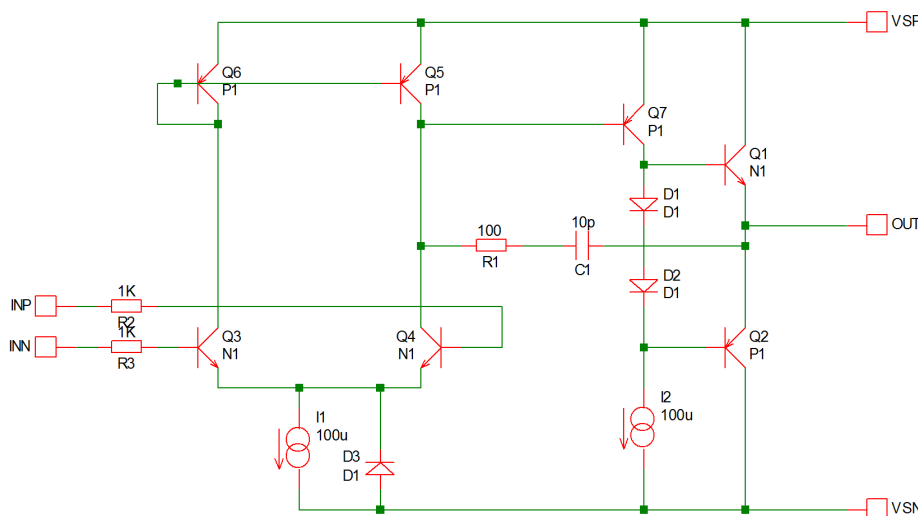 VSP
Q6
P1
Q5
P1
Q7
P1
Q1
N1
D1
D1
OUT
100
R1
10p
C1
D2
D1
INP
1K
R2
INN
1K
R3
Q3
N1
Q4
N1
Q2
P1
I1
100u
D3
D1
I2
100u
VSN